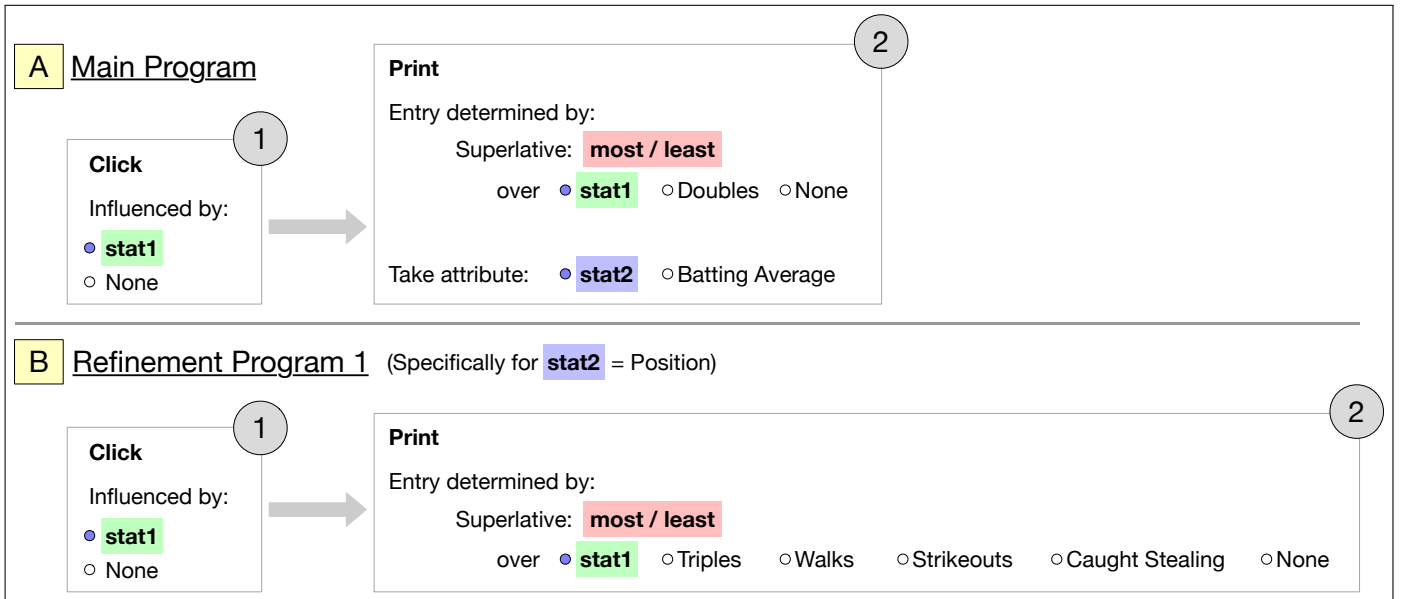 A Main Program
1
Click
Influenced by:
stat1
None
2
Print
Entry determined by:
Superlative: most / least
over stat1 Doubles None
Take attribute: stat2 Batting Average
B Refinement Program 1 (Specifically for stat2 = Position)
1
Click
Influenced by:
stat1
None
2
Print
Entry determined by:
Superlative: most / least
over stat1 Triples Walks Strikeouts Caught Stealing None